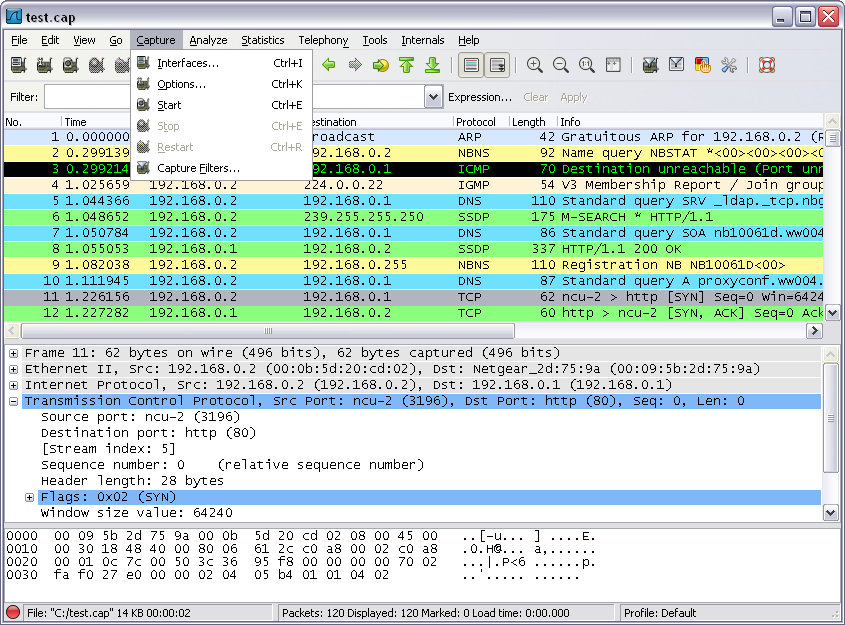 test.cap
File Edit View Go Capture Analyze Statistics Telephony Tools Internals Help
Interfaces... Ctrl+I
Options... Ctrl+K
Start Ctrl+E
Stop Ctrl+E
Restart Ctrl+R
Capture Filters...
Filter: Expression... Clear Apply
No. Time Destination Protocol Length Info
1 0.000000 Broadcast ARP 42 Gratuitous ARP for 192.168.0.2
2 0.299139 192.168.0.2 NBNS 92 Name query NBSTAT *<00><00><00>
3 0.299214 192.168.0.1 ICMP 70 Destination unreachable (Port
4 1.025659 192.168.0.2 224.0.0.22 IGMP 54 V3 Membership Report / Join group
5 1.044366 192.168.0.2 192.168.0.1 DNS 110 Standard query SRV _ldap._tcp.nbg
6 1.048652 192.168.0.2 239.255.255.250 SSDP 175 M-SEARCH * HTTP/1.1
7 1.050784 192.168.0.2 192.168.0.1 DNS 86 Standard query SOA nb10061d.ww004
8 1.055053 192.168.0.1 192.168.0.2 SSDP 337 HTTP/1.1 200 OK
9 1.082038 192.168.0.2 192.168.0.255 NBNS 110 Registration NB NB10061D<00>
10 1.111945 192.168.0.2 192.168.0.1 DNS 87 Standard query A proxyconf.ww004.
11 1.226156 192.168.0.2 192.168.0.1 TCP 62 ncu-2 > http [SYN] Seq=0 Win=6424
12 1.227282 192.168.0.1 192.168.0.2 TCP 60 http > ncu-2 [SYN, ACK] Seq=0 Ack
Frame 11: 62 bytes on wire (496 bits), 62 bytes captured (496 bits)
Ethernet II, Src: 192.168.0.2 (00:0b:5d:20:cd:02), Dst: Netgear_2d:75:9a (00:09:5b:2d:75:9a)
Internet Protocol, Src: 192.168.0.2 (192.168.0.2), Dst: 192.168.0.1 (192.168.0.1)
Transmission Control Protocol, Src Port: ncu-2 (3196), Dst Port: http (80), Seq: 0, Len: 0
Source port: ncu-2 (3196)
Destination port: http (80)
[Stream index: 5]
Sequence number: 0 (relative sequence number)
Header length: 28 bytes
Flags: 0x02 (SYN)
Window size value: 64240
0000 00 09 5b 2d 75 9a 00 0b 5d 20 cd 02 08 00 45 00 ..[-u... ] ....E.
0010 00 30 18 48 40 00 80 06 61 2c c0 a8 00 02 c0 a8 .0.H@... a,......
0020 00 01 0c 7c 00 50 3c 36 95 f8 00 00 00 00 70 02 ...|.P<6 ......p.
0030 fa f0 27 e0 00 00 02 04 05 b4 01 01 04 02 ..'..... ......
File: "C:/test.cap" 14 KB 00:00:02 Packets: 120 Displayed: 120 Marked: 0 Load time: 0:00.000 Profile: Default